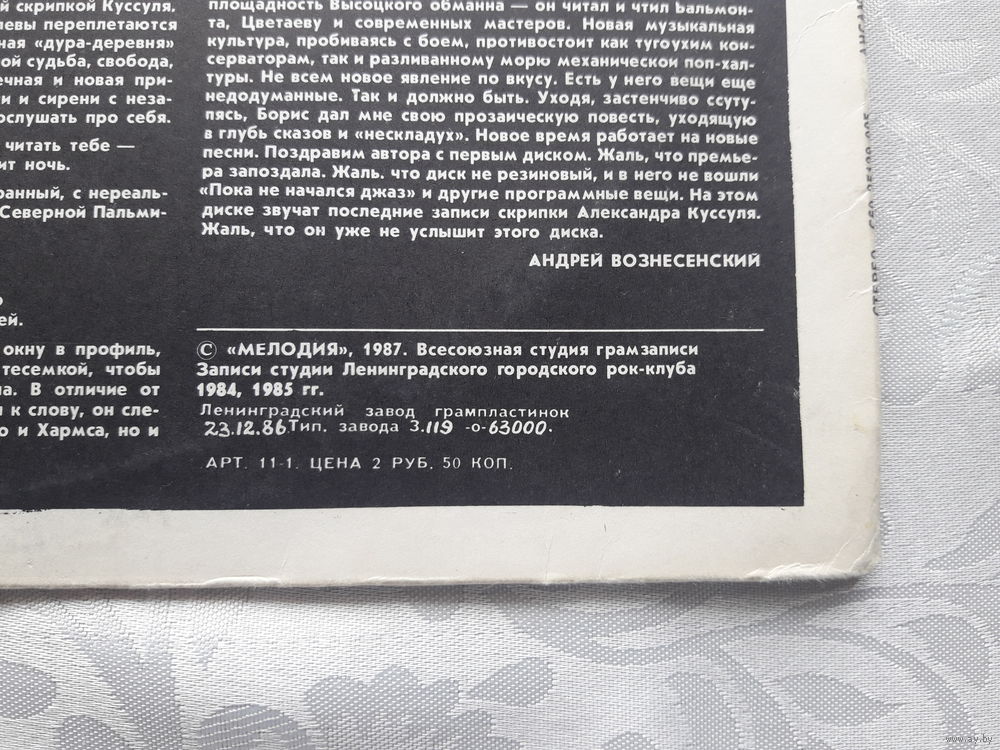 й скрипкой Куссуля.
левы переплетаются
ная «дура-деревня»
ой судьба, свобода,
ечная и новая при-
и и сирени с неза-
ослушать про себя.
читать тебе —
ит ночь.
ранный, с нереаль-
Северной Пальми-
ей.
окну в профиль,
тесемкой, чтобы
на. В отличие от
и к слову, он сле-
о и Хармса, но и
площадность Высоцкого обманна — он читал и чтил Бальмон-
та, Цветаеву и современных мастеров. Новая музыкальная
культура, пробиваясь с боем, противостоит как тугоухим кон-
серваторам, так и разливанному морю механической поп-хал-
туры. Не всем новое явление по вкусу. Есть у него вещи еще
недодуманные. Так и должно быть. Уходя, застенчиво ссуту-
лясь, Борис дал мне свою прозаическую повесть, уходящую
в глубь сказов и «нескладух». Новое время работает на новые
песни. Поздравим автора с первым диском. Жаль, что премье-
ра запоздала. Жаль. что диск не резиновый, и в него не вошли
«Пока не начался джаз» и другие программные вещи. На этом
диске звучат последние записи скрипки Александра Куссуля.
Жаль, что он уже не услышит этого диска.
АНДРЕЙ ВОЗНЕСЕНСКИЙ
© «МЕЛОДИЯ», 1987. Всесоюзная студия грамзаписи
Записи студии Ленинградского городского рок-клуба
1984, 1985 гг.
Ленинградский завод грампластинок
23.12.86 Тип. завода З.119 -о-63000.
АРТ. 11-1. ЦЕНА 2 РУБ. 50 КОП.
СТЕРЕО
www.ay.by